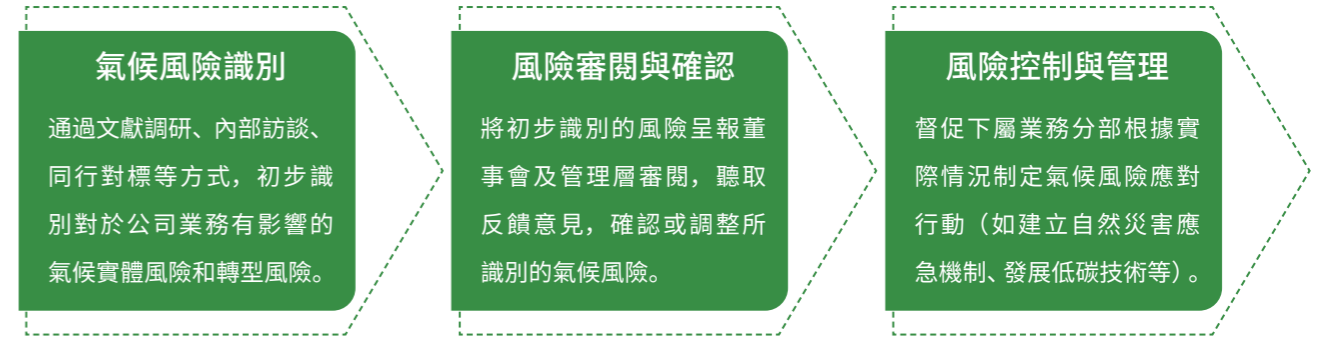 氣候風險識別
通過文獻調研、內部訪談、
同行對標等方式，初步識
別對於公司業務有影響的
氣候實體風險和轉型風險。
風險審閱與確認
將初步識別的風險呈報董
事會及管理層審閱，聽取
反饋意見，確認或調整所
識別的氣候風險。
風險控制與管理
督促下屬業務分部根據實
際情況制定氣候風險應對
行動（如建立自然災害應
急機制、發展低碳技術等）。